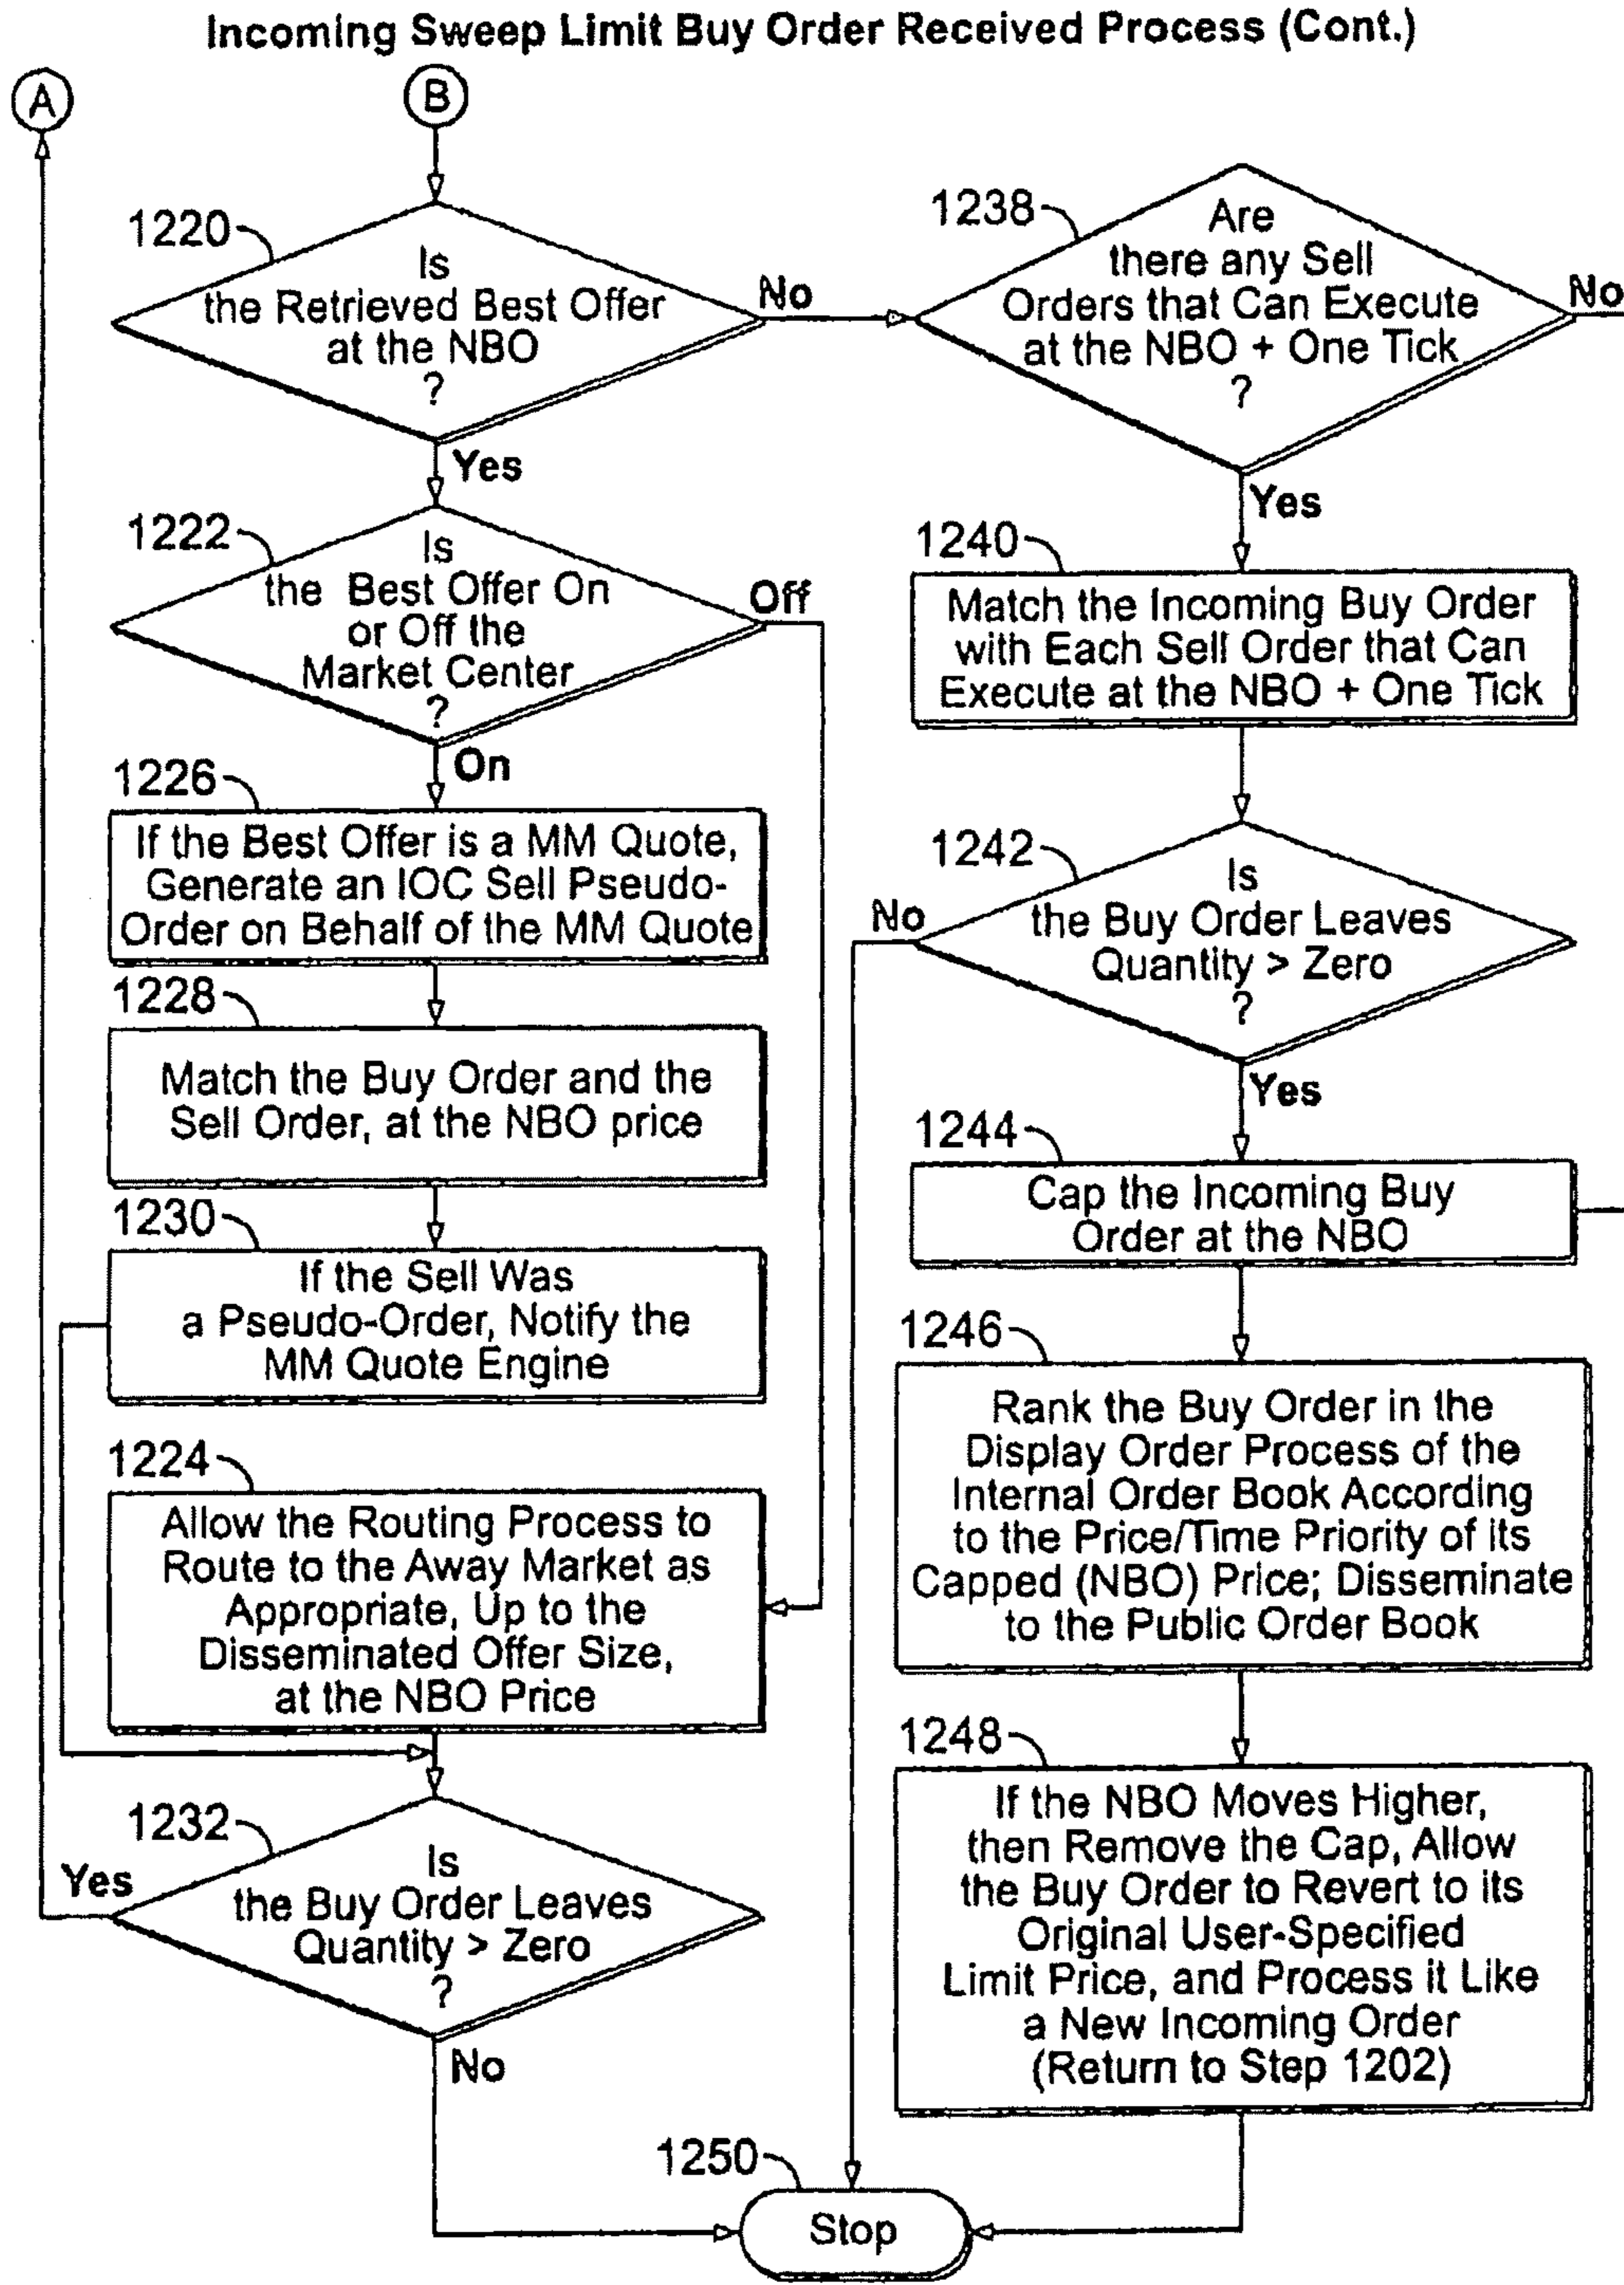 Incoming Sweep Limit Buy Order Received Process (Cont.)
A
B
1220
Is
the Retrieved Best Offer
at the NBO
?
No
Yes
1222
Is
the Best Offer On
or Off the
Market Center
?
Off
On
1226
If the Best Offer is a MM Quote,
Generate an IOC Sell Pseudo-
Order on Behalf of the MM Quote
1228
Match the Buy Order and the
Sell Order, at the NBO price
1230
If the Sell Was
a Pseudo-Order, Notify the
MM Quote Engine
1224
Allow the Routing Process to
Route to the Away Market as
Appropriate, Up to the
Disseminated Offer Size,
at the NBO Price
1232
Is
the Buy Order Leaves
Quantity > Zero
?
Yes
No
1238
Are
there any Sell
Orders that Can Execute
at the NBO + One Tick
?
No
Yes
1240
Match the Incoming Buy Order
with Each Sell Order that Can
Execute at the NBO + One Tick
1242
Is
the Buy Order Leaves
Quantity > Zero
?
No
Yes
1244
Cap the Incoming Buy
Order at the NBO
1246
Rank the Buy Order in the
Display Order Process of the
Internal Order Book According
to the Price/Time Priority of its
Capped (NBO) Price; Disseminate
to the Public Order Book
1248
If the NBO Moves Higher,
then Remove the Cap, Allow
the Buy Order to Revert to its
Original User-Specified
Limit Price, and Process it Like
a New Incoming Order
(Return to Step 1202)
1250
Stop